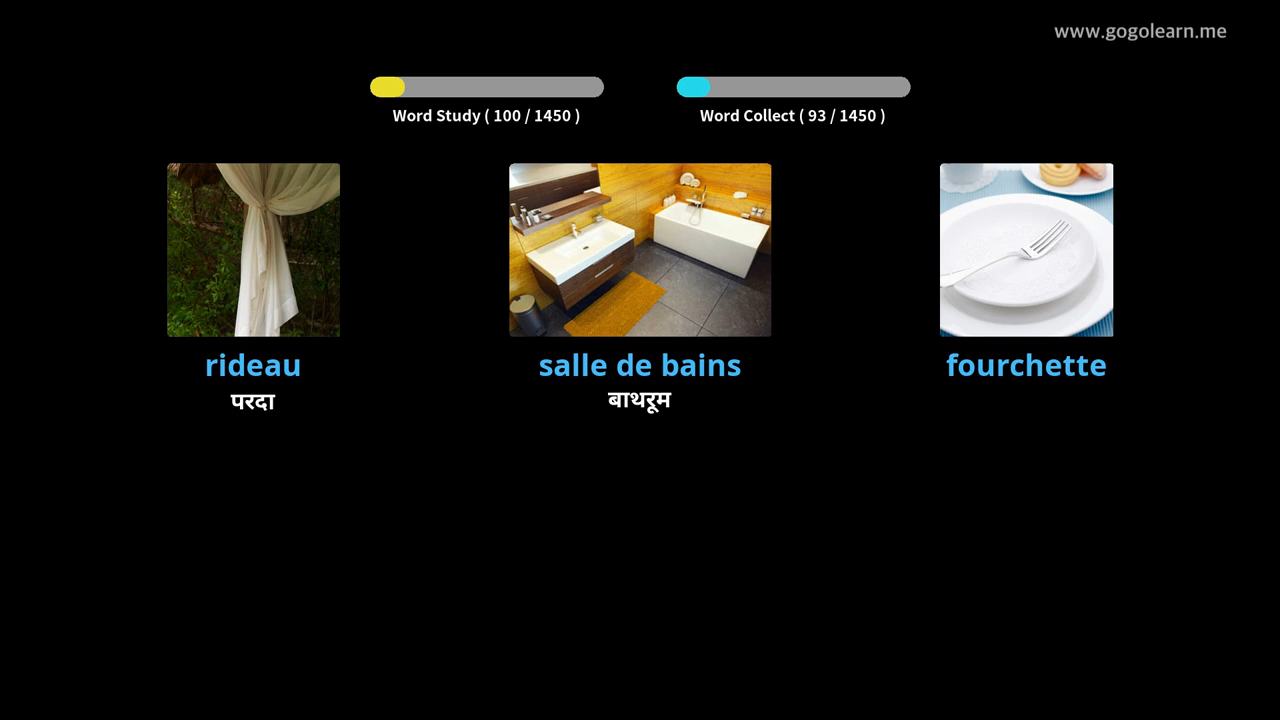 www.gogolearn.me
Word Study ( 100 / 1450 )
Word Collect ( 93 / 1450 )
rideau
परदा
salle de bains
बाथरूम
fourchette